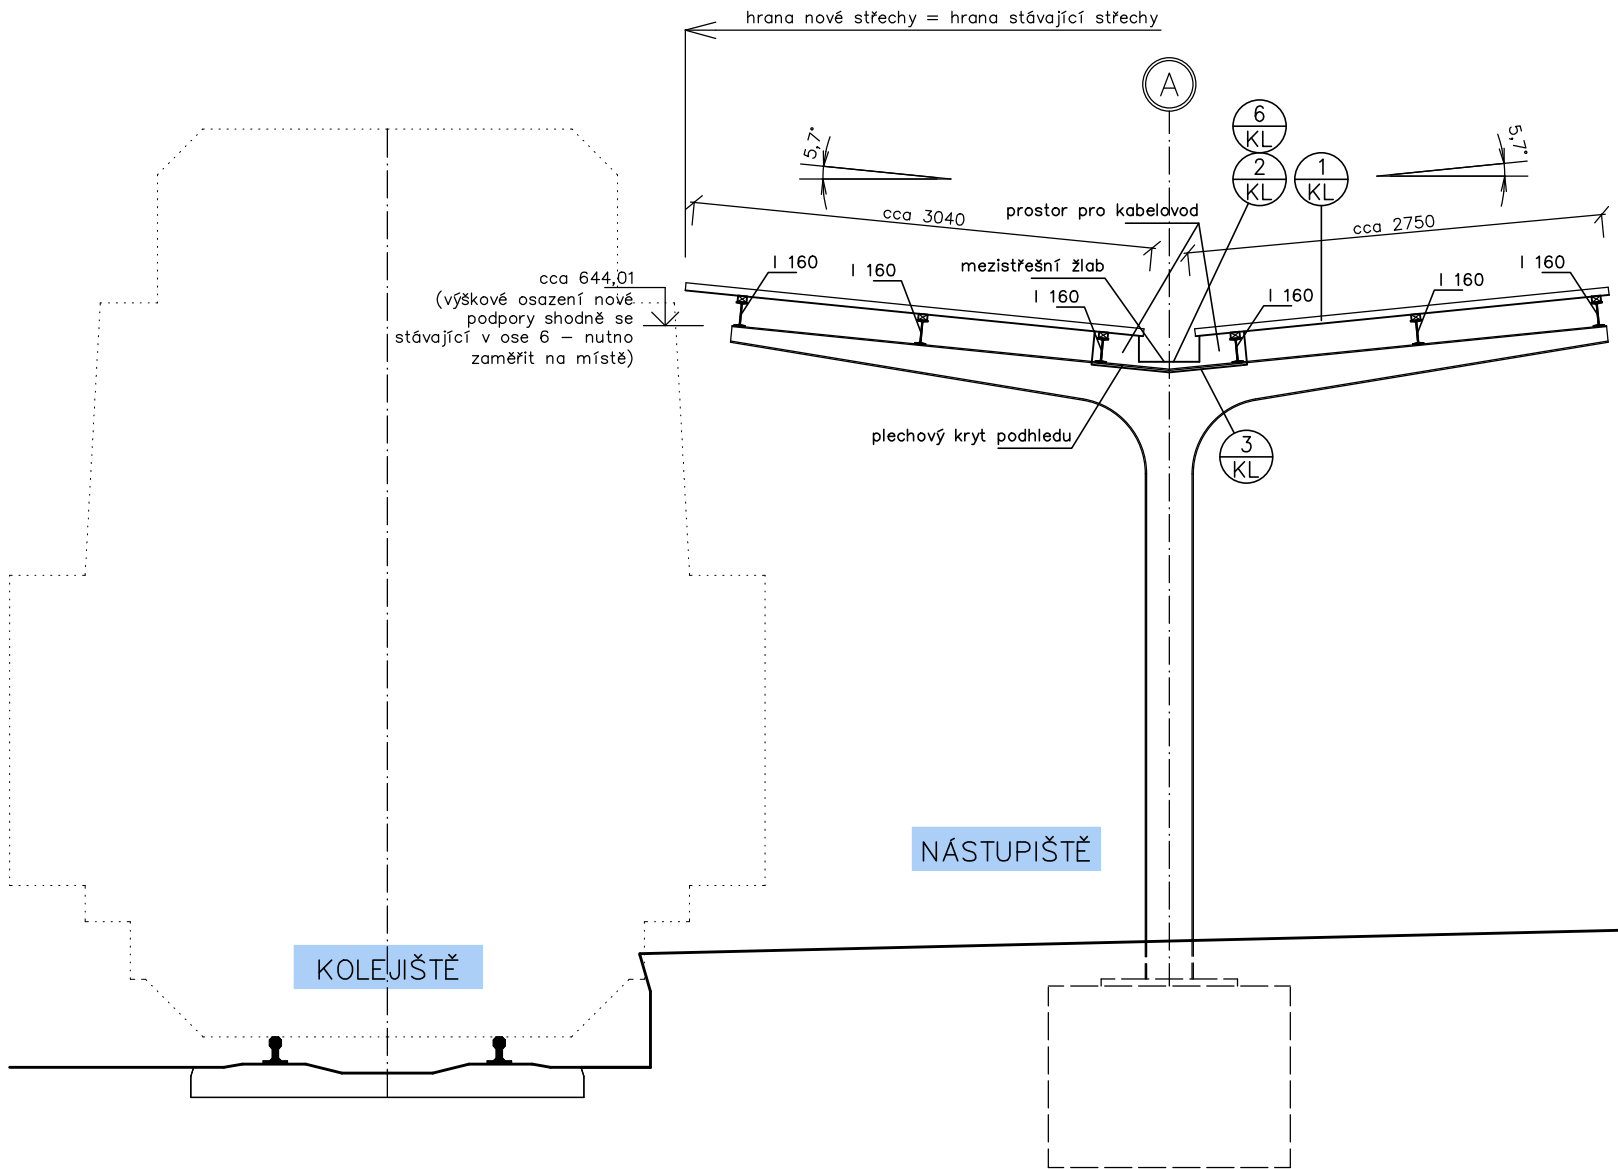 hrana nové střechy = hrana stávající střechy
A
6
KL
2
KL
1
KL
5,7°
5,7°
cca 3040
prostor pro kabelovod
cca 2750
I 160
I 160
mezistřešní žlab
I 160
I 160
I 160
I 160
cca 644,01
(výškové osazení nové
podpory shodně se
stávající v ose 6 – nutno
zaměřit na místě)
plechový kryt podhledu
3
KL
NÁSTUPIŠTĚ
KOLEJIŠTĚ